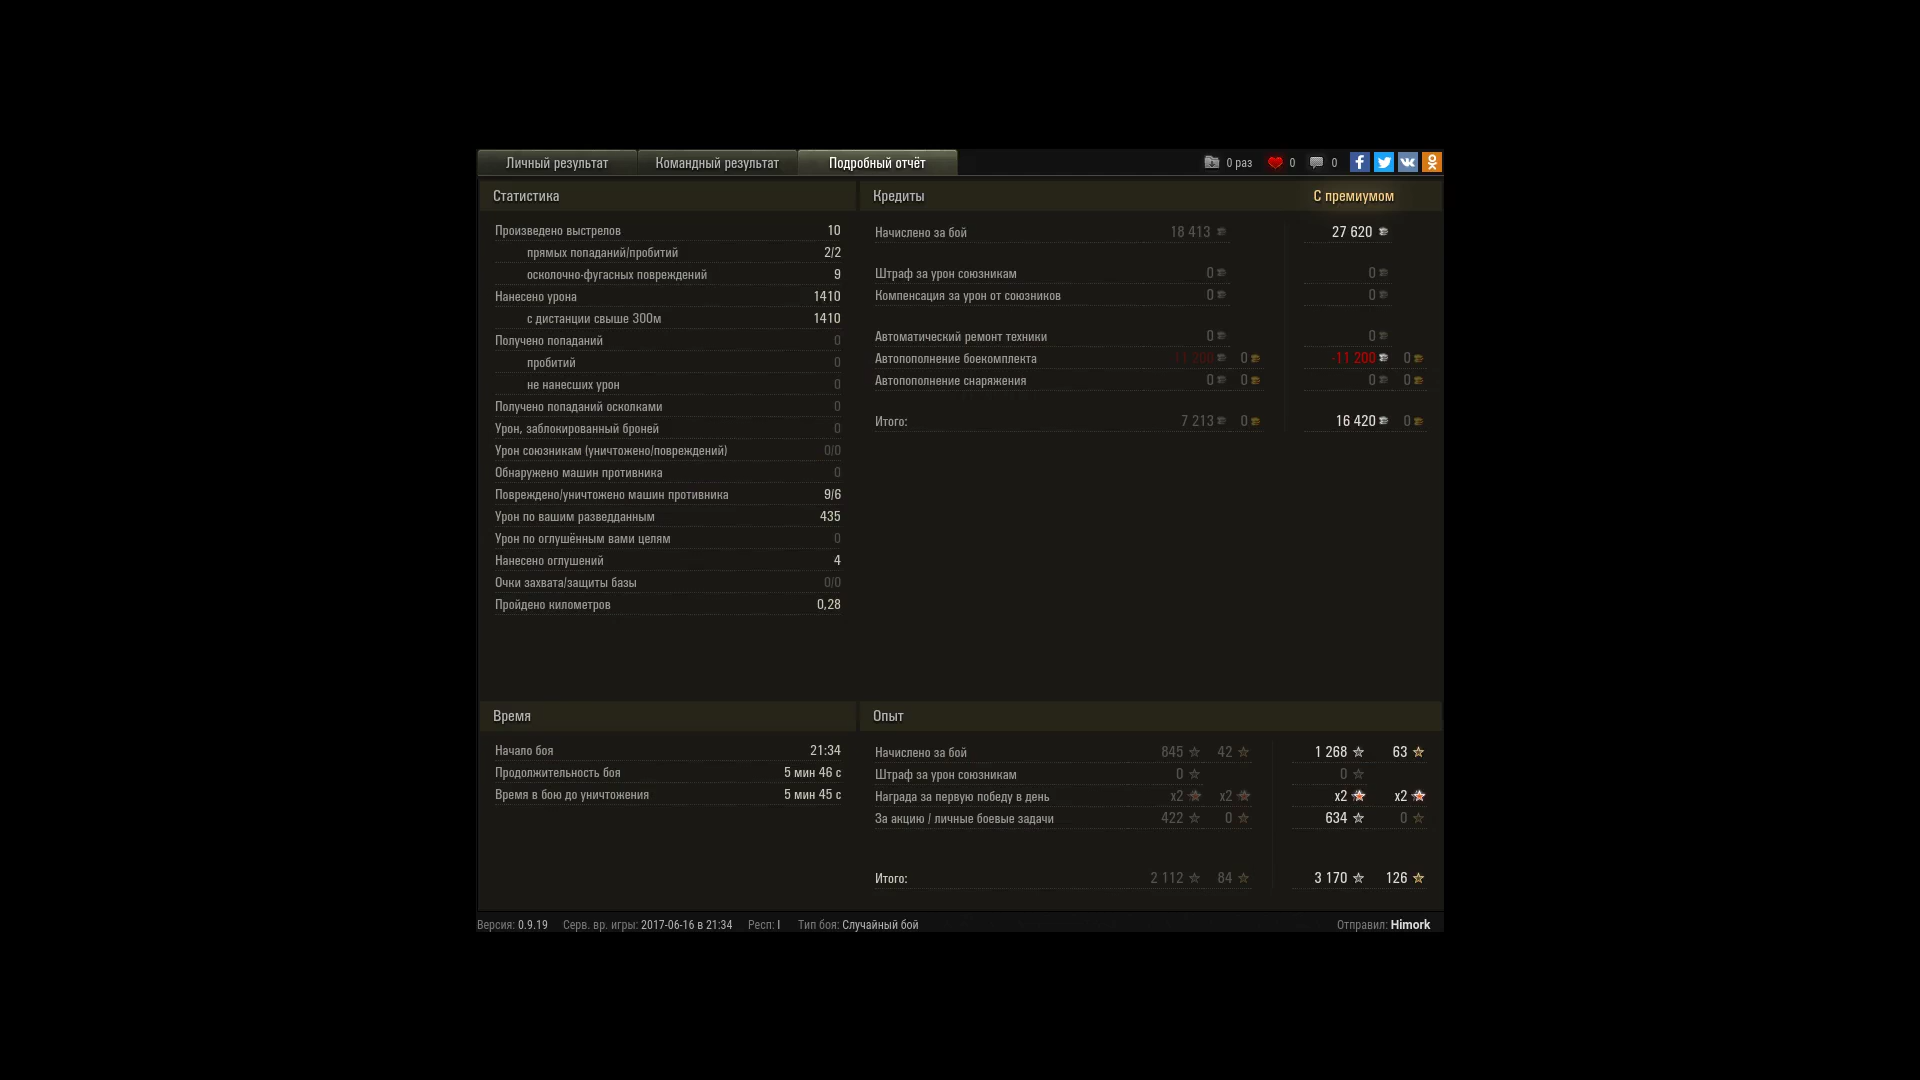 Личный результат Командный результат Подробный отчёт 0 раз 0 0
Статистика
Произведено выстрелов 10
прямых попаданий/пробитий 2/2
осколочно-фугасных повреждений 9
Нанесено урона 1410
с дистанции свыше 300м 1410
Получено попаданий 0
пробитий 0
не нанесших урон 0
Получено попаданий осколками 0
Урон, заблокированный броней 0
Урон союзникам (уничтожено/повреждений) 0/0
Обнаружено машин противника 0
Повреждено/уничтожено машин противника 9/6
Урон по вашим разведданным 435
Урон по оглушённым вами целям 0
Нанесено оглушений 4
Очки захвата/защиты базы 0/0
Пройдено километров 0,28
Кредиты С премиумом
Начислено за бой 18 413 27 620
Штраф за урон союзникам 0 0
Компенсация за урон от союзников 0 0
Автоматический ремонт техники 0 0
Автопополнение боекомплекта -11 200 0 -11 200 0
Автопополнение снаряжения 0 0 0 0
Итого: 7 213 0 16 420 0
Время
Начало боя 21:34
Продолжительность боя 5 мин 46 с
Время в бою до уничтожения 5 мин 45 с
Опыт
Начислено за бой 845 42 1 268 63
Штраф за урон союзникам 0 0
Награда за первую победу в день x2 x2 x2 x2
За акцию / личные боевые задачи 422 0 634 0
Итого: 2 112 84 3 170 126
Версия: 0.9.19 Серв. вр. игры: 2017-06-16 в 21:34 Респ: I Тип боя: Случайный бой Отправил: Himork